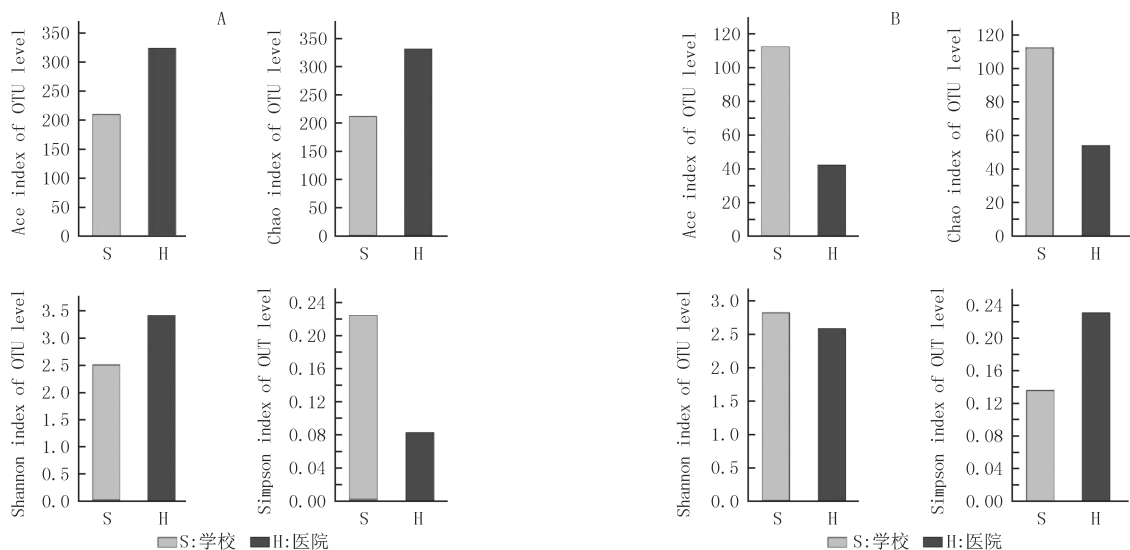 A
Ace index of OTU level
350
300
250
200
150
100
50
0
S
H
Chao index of OTU level
350
300
250
200
150
100
50
0
S
H
Shannon index of OTU level
3.5
3.0
2.5
2.0
1.5
1.0
0.5
0.0
S
H
Simpson index of OUT level
0.24
0.20
0.16
0.12
0.08
0.04
0.00
S
H
S:学校 H:医院
B
Ace index of OTU level
120
100
80
60
40
20
0
S
H
Chao index of OTU level
120
100
80
60
40
20
0
S
H
Shannon index of OTU level
3.0
2.5
2.0
1.5
1.0
0.5
0.0
S
H
Simpson index of OUT level
0.24
0.20
0.16
0.12
0.08
0.04
0.00
S
H
S:学校 H:医院